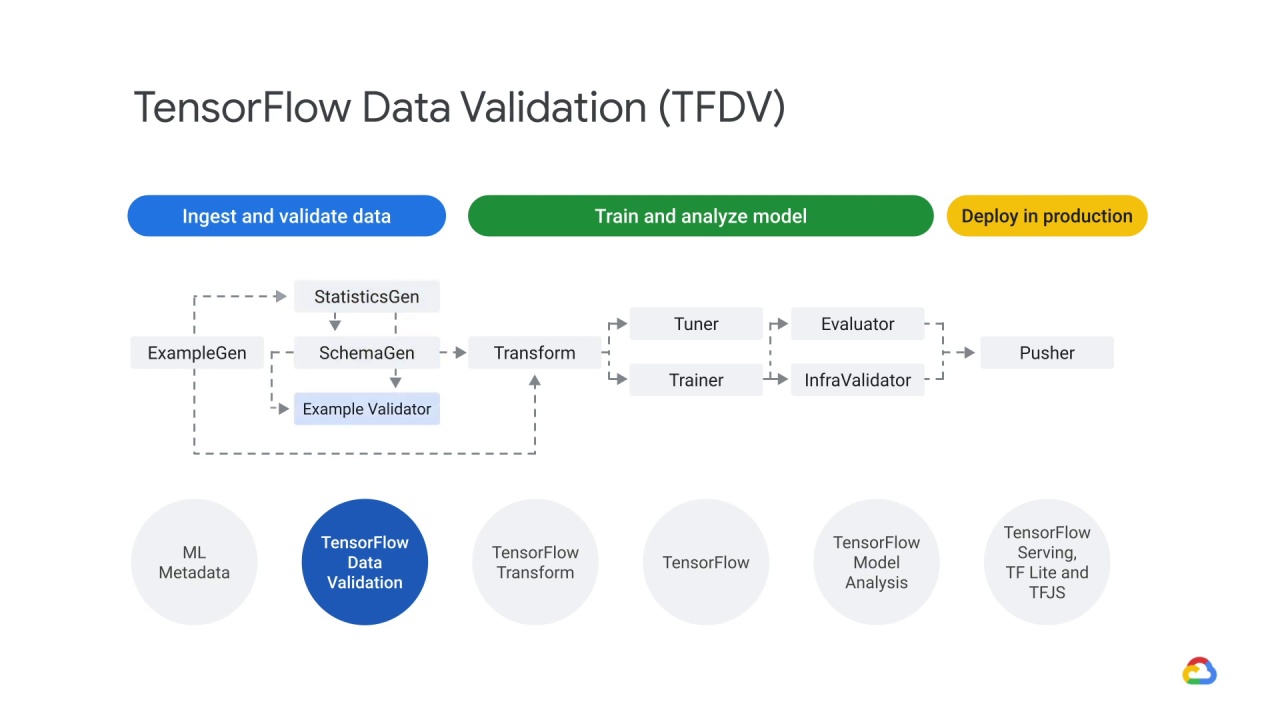 TensorFlow Data Validation (TFDV)
Ingest and validate data
Train and analyze model
Deploy in production
StatisticsGen
ExampleGen
SchemaGen
Example Validator
Transform
Tuner
Trainer
Evaluator
InfraValidator
Pusher
ML
Metadata
TensorFlow
Data
Validation
TensorFlow
Transform
TensorFlow
TensorFlow
Model
Analysis
TensorFlow
Serving,
TF Lite and
TFJS